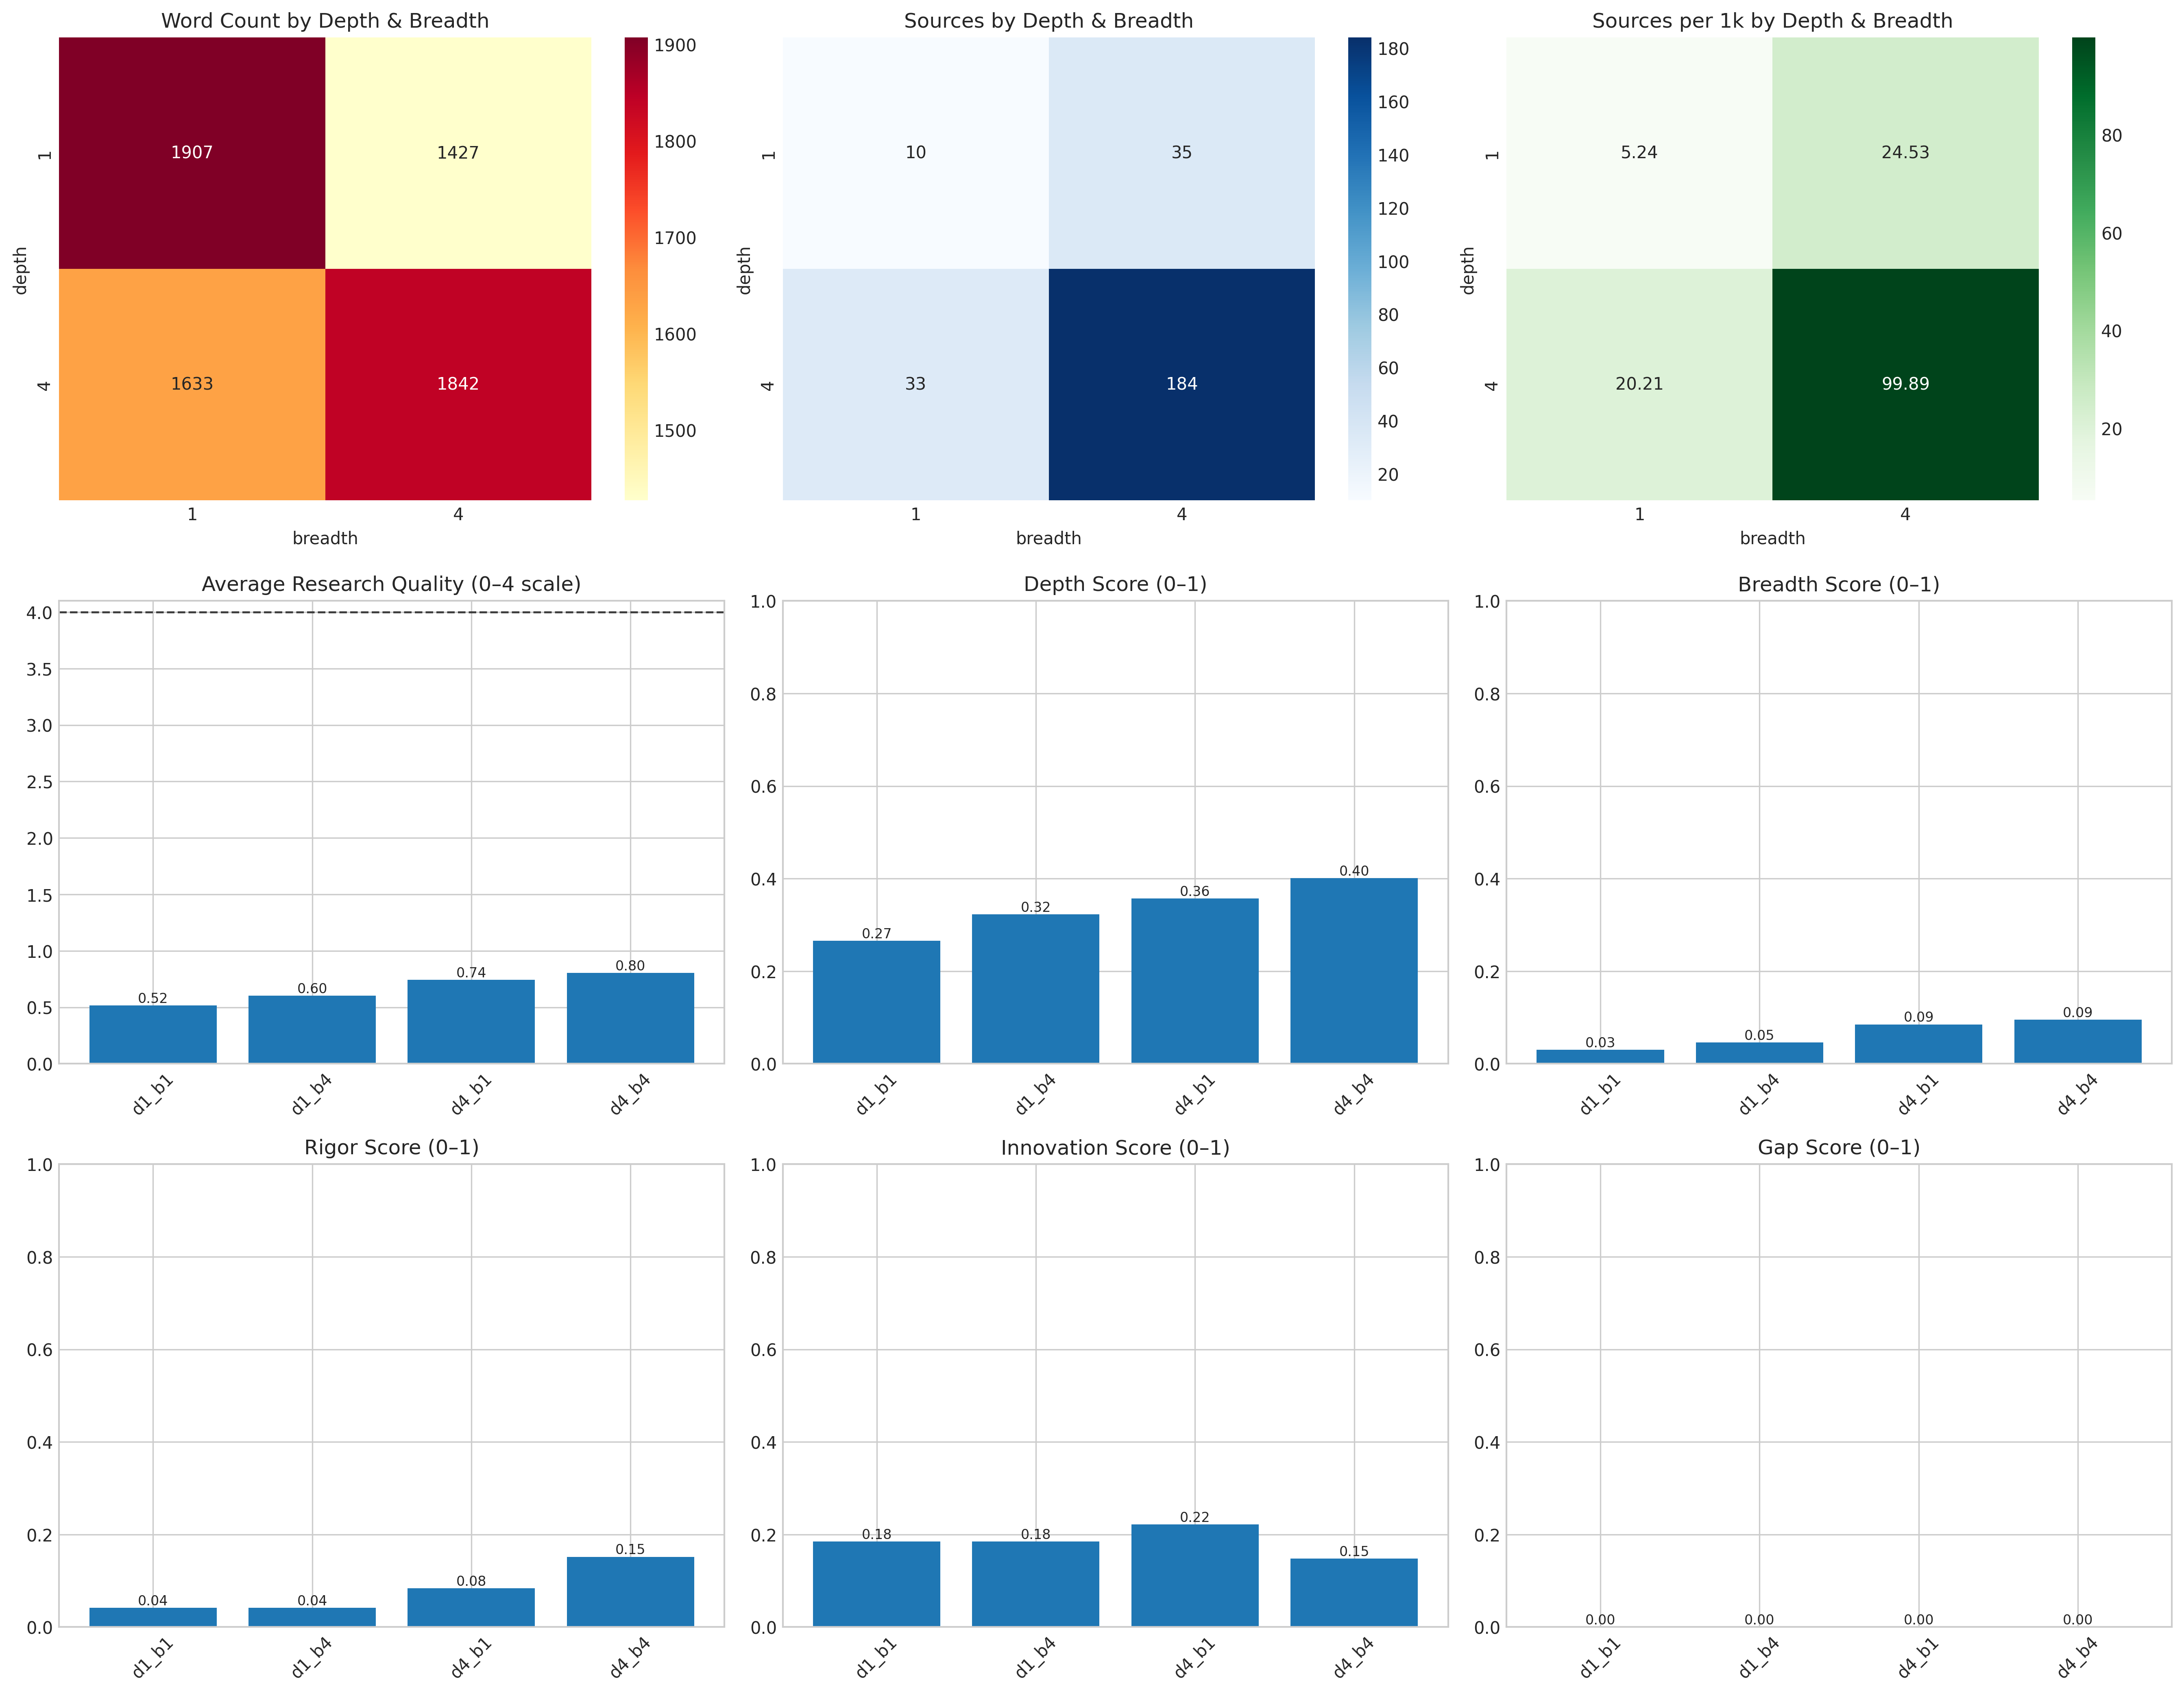 Word Count by Depth & Breadth
1907
1427
1633
1842
1
4
depth
1
4
breadth
1900
1800
1700
1600
1500
Sources by Depth & Breadth
10
35
33
184
1
4
depth
1
4
breadth
180
160
140
120
100
80
60
40
20
Sources per 1k by Depth & Breadth
5.24
24.53
20.21
99.89
1
4
depth
1
4
breadth
80
60
40
20
Average Research Quality (0–4 scale)
4.0
3.5
3.0
2.5
2.0
1.5
1.0
0.5
0.0
0.52
0.60
0.74
0.80
d1_b1
d1_b4
d4_b1
d4_b4
Depth Score (0–1)
1.0
0.8
0.6
0.4
0.2
0.0
0.27
0.32
0.36
0.40
d1_b1
d1_b4
d4_b1
d4_b4
Breadth Score (0–1)
1.0
0.8
0.6
0.4
0.2
0.0
0.03
0.05
0.09
0.09
d1_b1
d1_b4
d4_b1
d4_b4
Rigor Score (0–1)
1.0
0.8
0.6
0.4
0.2
0.0
0.04
0.04
0.08
0.15
d1_b1
d1_b4
d4_b1
d4_b4
Innovation Score (0–1)
1.0
0.8
0.6
0.4
0.2
0.0
0.18
0.18
0.22
0.15
d1_b1
d1_b4
d4_b1
d4_b4
Gap Score (0–1)
1.0
0.8
0.6
0.4
0.2
0.0
0.00
0.00
0.00
0.00
d1_b1
d1_b4
d4_b1
d4_b4